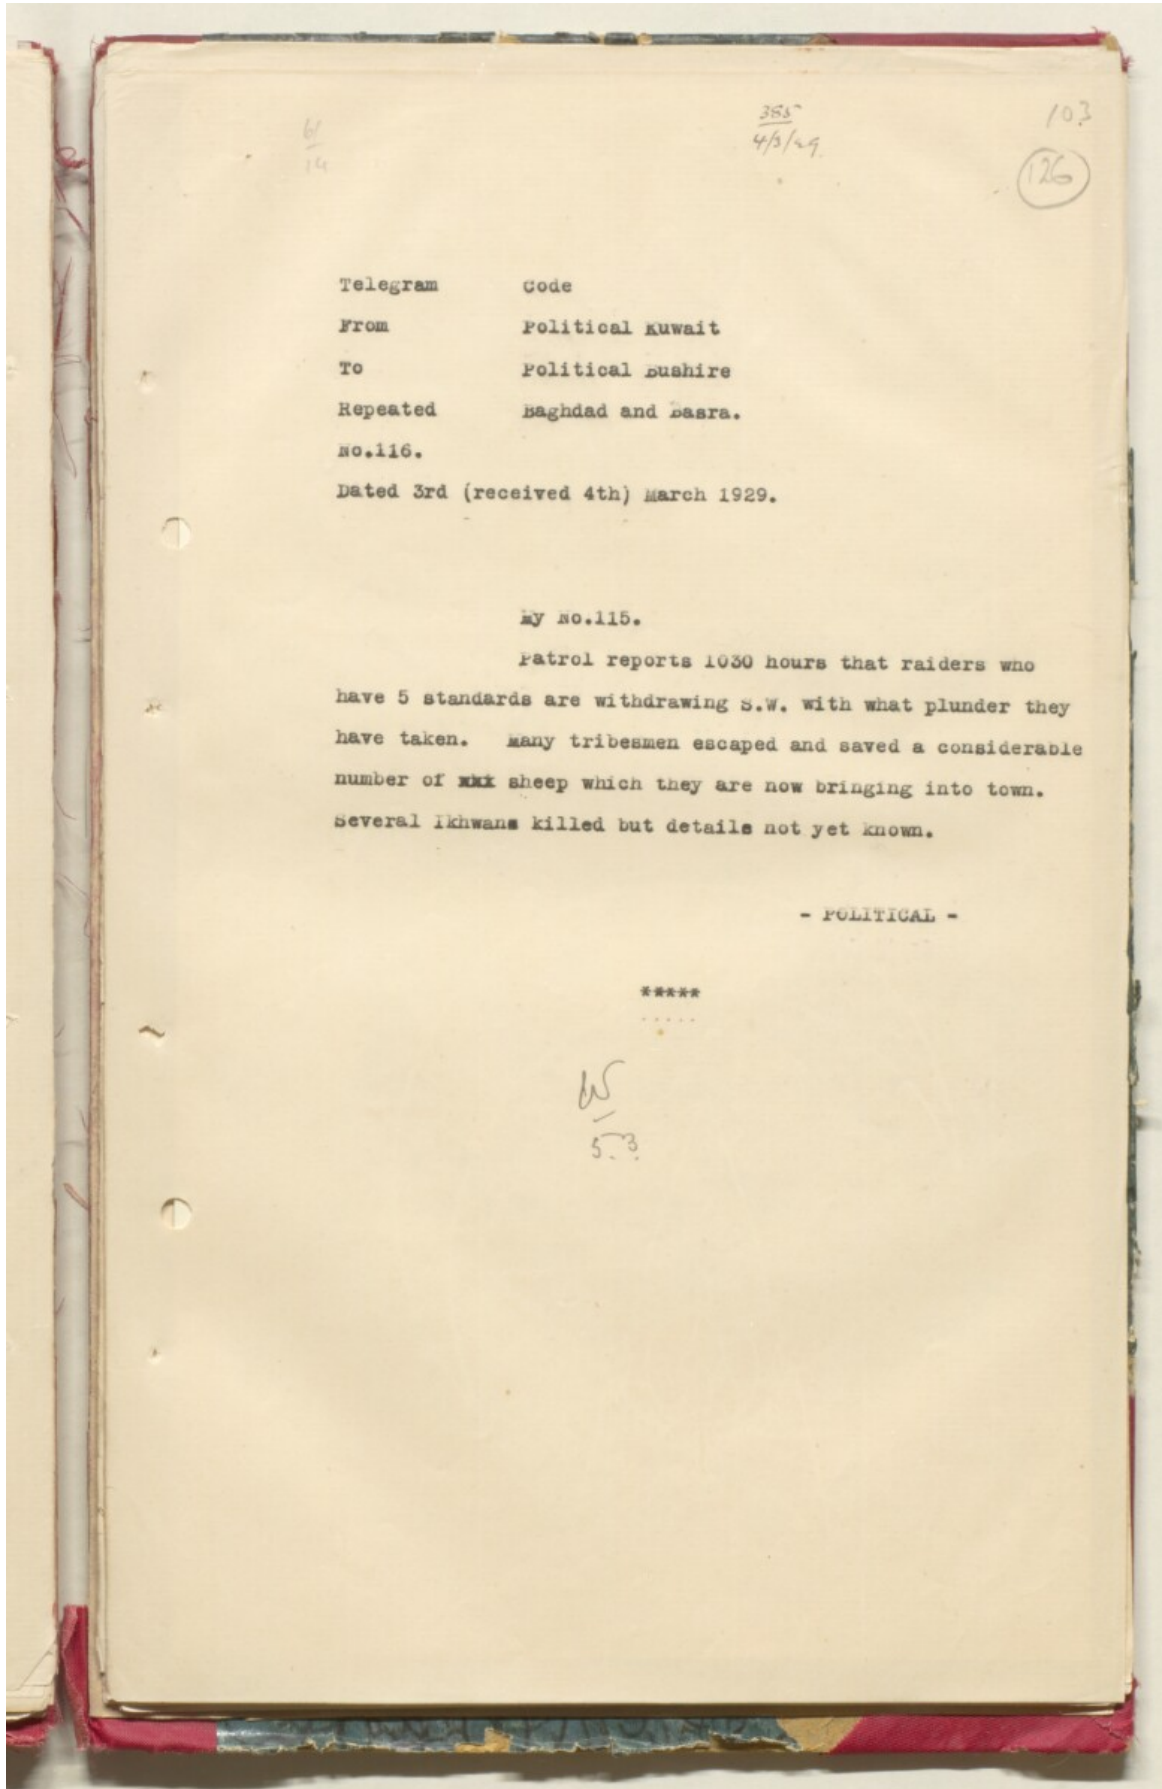 61
14
385
4/3/29.
103
126
Telegram Code
From Political Kuwait
To Political Bushire
Repeated Baghdad and Basra.
No.116.
Dated 3rd (received 4th) March 1929.
My No.115.
Patrol reports 1030 hours that raiders who
have 5 standards are withdrawing S.W. with what plunder they
have taken. Many tribesmen escaped and saved a considerable
number of xxx sheep which they are now bringing into town.
Several Ikhwans killed but details not yet known.
- POLITICAL -
*****
.....
5.3.